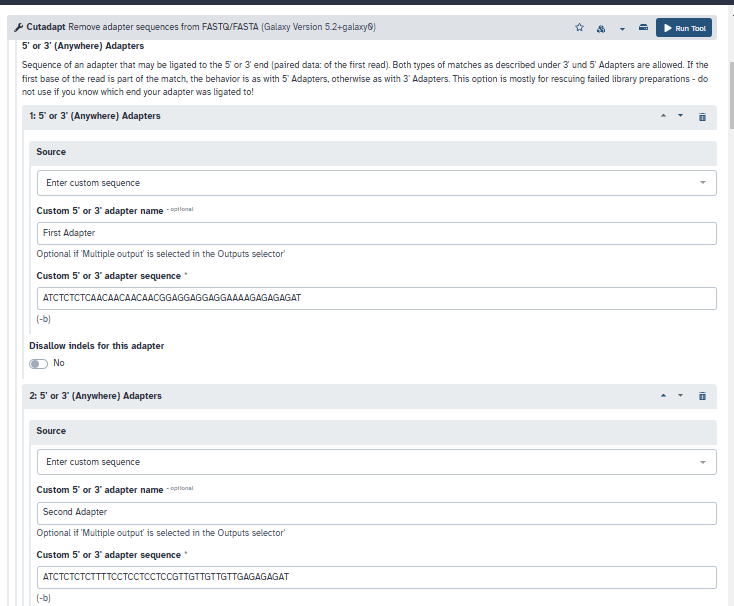 Cutadapt Remove adapter sequences from FASTQ/FASTA (Galaxy Version 5.2+galaxy0)
Run Tool
5' or 3' (Anywhere) Adapters
Sequence of an adapter that may be ligated to the 5' or 3' end (paired data: of the first read). Both types of matches as described under 3' und 5' Adapters are allowed. If the
first base of the read is part of the match, the behavior is as with 5' Adapters, otherwise as with 3' Adapters. This option is mostly for rescuing failed library preparations - do
not use if you know which end your adapter was ligated to!
1: 5' or 3' (Anywhere) Adapters
Source
Enter custom sequence
Custom 5' or 3' adapter name - optional
First Adapter
Optional if 'Multiple output' is selected in the Outputs selector'
Custom 5' or 3' adapter sequence *
ATCTCTCTCAACAACAACAACGGAGGAGGAGGAAAAGAGAGAGAT
(-b)
Disallow indels for this adapter
No
2: 5' or 3' (Anywhere) Adapters
Source
Enter custom sequence
Custom 5' or 3' adapter name - optional
Second Adapter
Optional if 'Multiple output' is selected in the Outputs selector'
Custom 5' or 3' adapter sequence *
ATCTCTCTCTTTTCCTCCTCCTCCGTTGTTGTTGTTGAGAGAGAT
(-b)